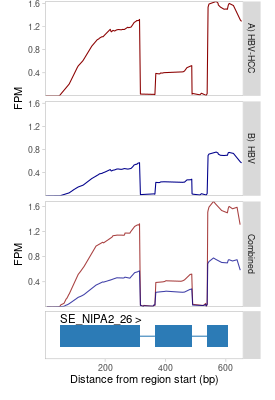 1.6
1.2
0.8
0.4
A) HBV-HCC
FPM
1.6
1.2
0.8
0.4
B) HBV
1.6
1.2
0.8
0.4
Combined
FPM
SE_NIPA2_26 >
200
400
600
Distance from region start (bp)